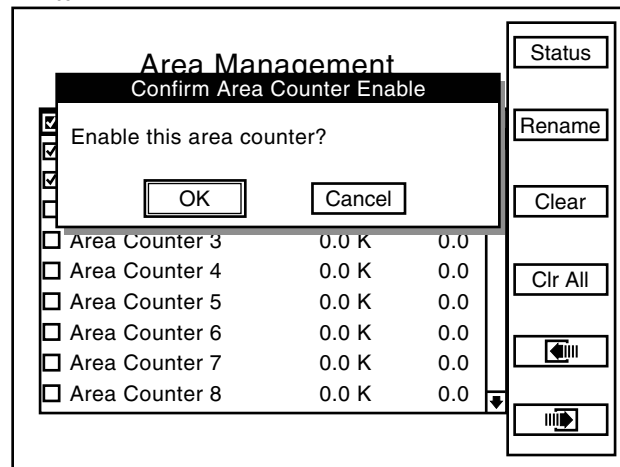 Area Management
Confirm Area Counter Enable
Enable this area counter?
OK Cancel
Area Counter 3 0.0 K 0.0
Area Counter 4 0.0 K 0.0
Area Counter 5 0.0 K 0.0
Area Counter 6 0.0 K 0.0
Area Counter 7 0.0 K 0.0
Area Counter 8 0.0 K 0.0
Status
Rename
Clear
Clr All